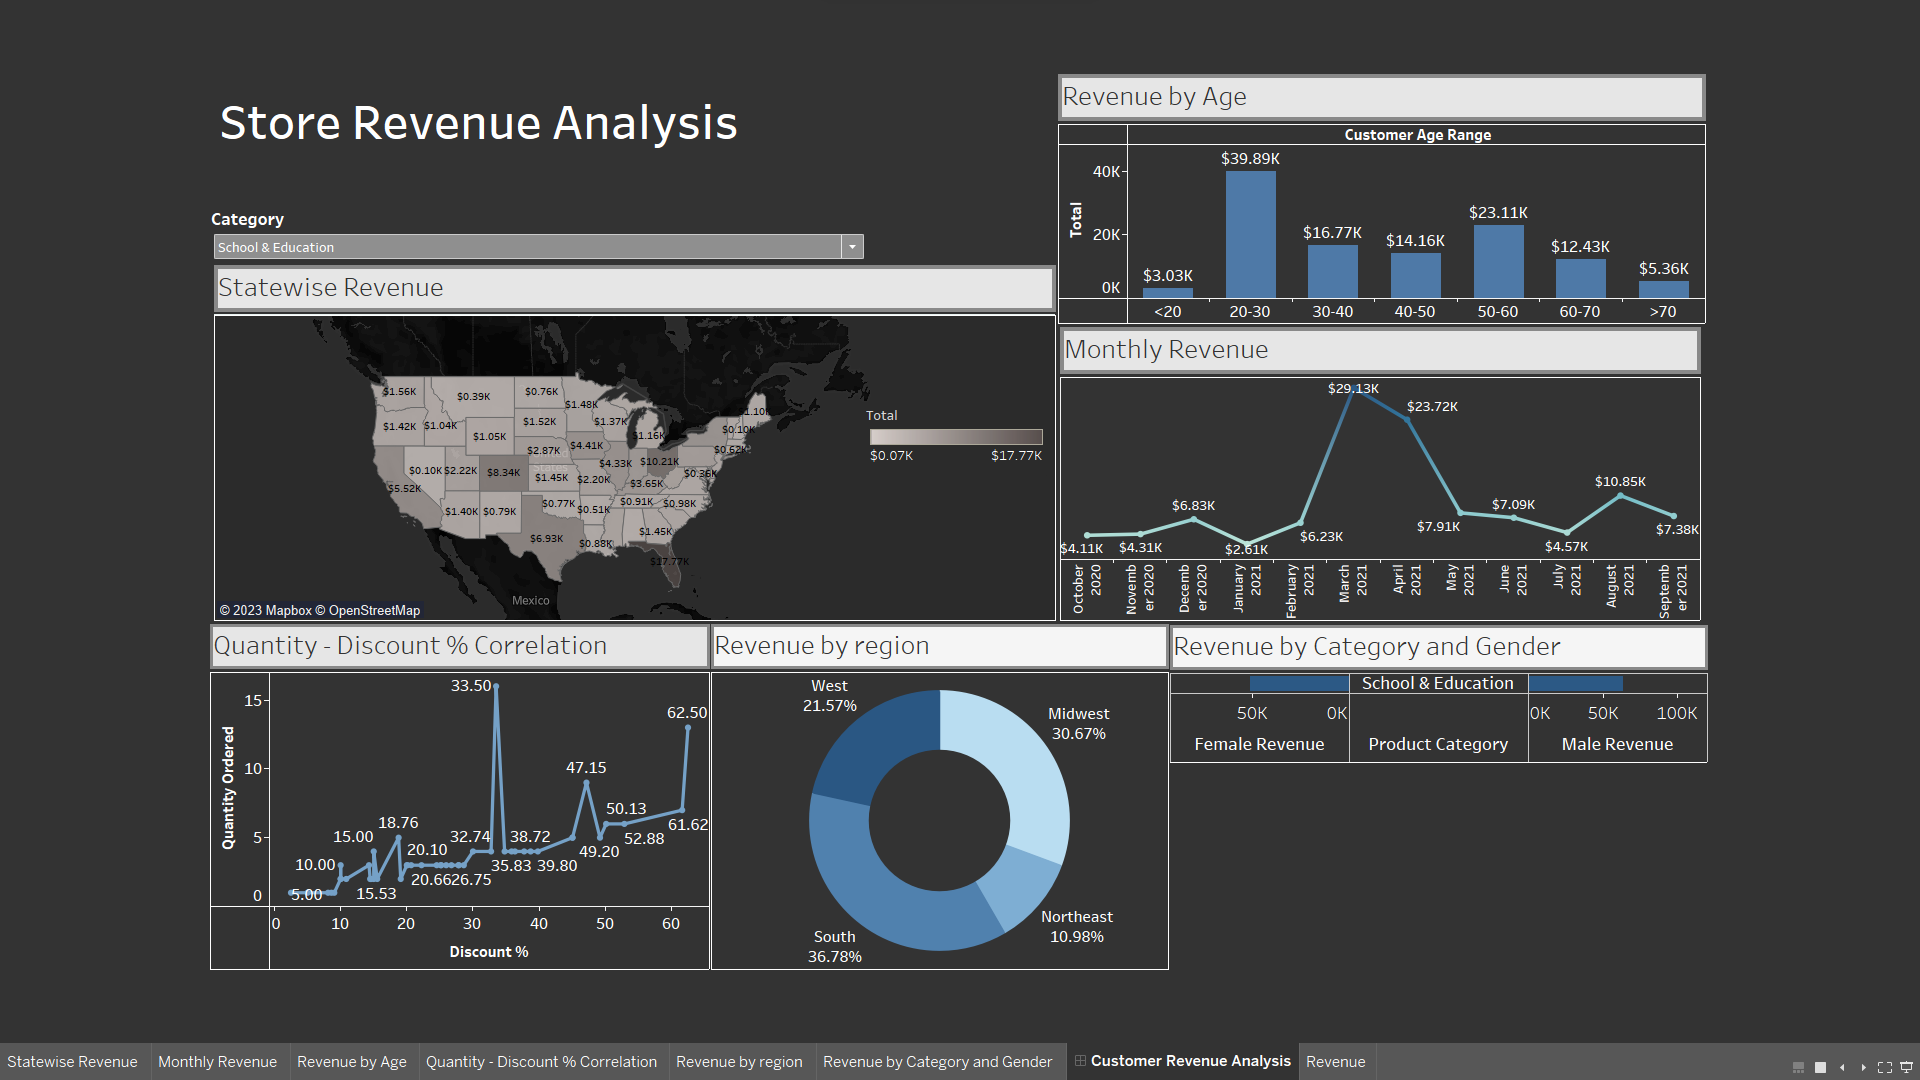 Store Revenue Analysis
Category
School & Education
Statewise Revenue
$1.56K
$0.39K
$0.76K
$1.48K
$1.42K
$1.04K
$1.05K
$1.52K
$1.37K
$1.16K
$1.10K
$0.10K
$0.62K
$2.87K
$4.41K
$4.33K
$10.21K
$0.36K
$0.10K
$2.22K
$8.34K
United
States
$1.45K
$2.20K
$3.65K
$5.52K
$1.40K
$0.79K
$0.77K
$0.51K
$0.91K
$0.98K
$6.93K
$0.88K
$1.45K
$17.77K
Mexico
© 2023 Mapbox © OpenStreetMap
Total
$0.07K
$17.77K
Revenue by Age
Customer Age Range
Total
40K
20K
0K
$3.03K
$39.89K
$16.77K
$14.16K
$23.11K
$12.43K
$5.36K
<20
20-30
30-40
40-50
50-60
60-70
>70
Monthly Revenue
$4.11K
$4.31K
$6.83K
$2.61K
$6.23K
$29.13K
$23.72K
$7.91K
$7.09K
$4.57K
$10.85K
$7.38K
October
2020
Novemb
er 2020
Decemb
er 2020
January
2021
February
2021
March
2021
April
2021
May
2021
June
2021
July
2021
August
2021
Septemb
er 2021
Quantity - Discount % Correlation
Quantity Ordered
15
10
5
0
5.00
10.00
15.00
15.53
18.76
20.10
20.66
26.75
32.74
33.50
35.83
38.72
39.80
47.15
49.20
50.13
52.88
61.62
62.50
0
10
20
30
40
50
60
Discount %
Revenue by region
West
21.57%
Midwest
30.67%
Northeast
10.98%
South
36.78%
Revenue by Category and Gender
School & Education
50K
0K
0K
50K
100K
Female Revenue
Product Category
Male Revenue
Statewise Revenue
Monthly Revenue
Revenue by Age
Quantity - Discount % Correlation
Revenue by region
Revenue by Category and Gender
Customer Revenue Analysis
Revenue